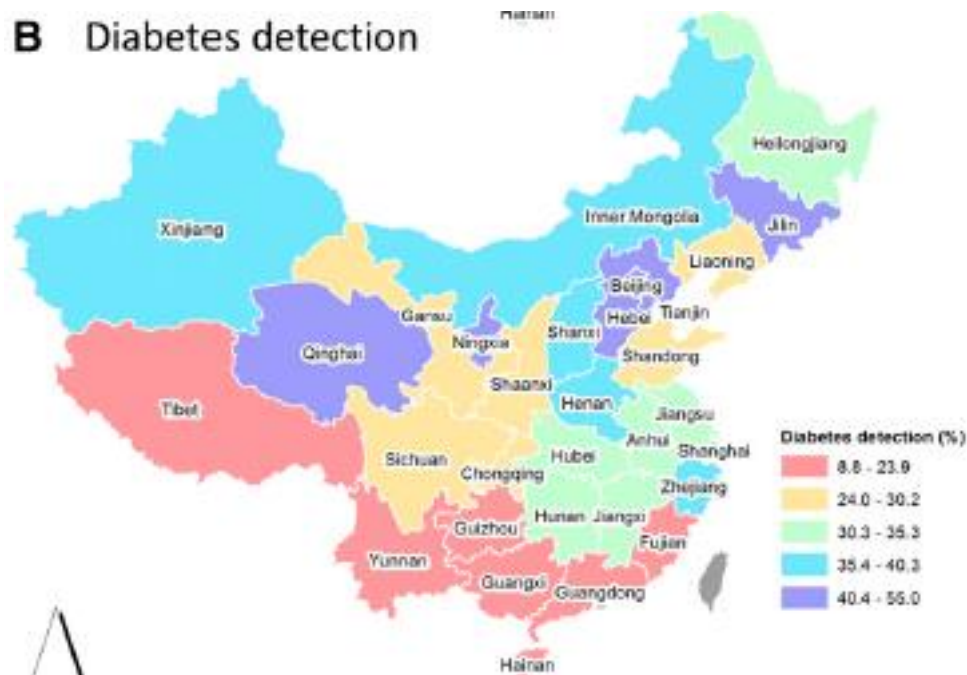 Hainan
B Diabetes detection
Heilongjiang
Jilin
Inner Mongolia
Xinjiang
Liaoning
Beijing
Tianjin
Hebei
Gansu
Ningxia
Shanxi
Qinghai
Shandong
Shaanxi
Henan
Tibet
Jiangsu
Anhui
Shanghai
Sichuan
Hubei
Chongqing
Zhejiang
Hunan
Jiangxi
Guizhou
Fujian
Yunnan
Guangxi
Guangdong
Hainan
Diabetes detection (%)
8.8 - 23.9
24.0 - 30.2
30.3 - 35.3
35.4 - 40.3
40.4 - 55.0